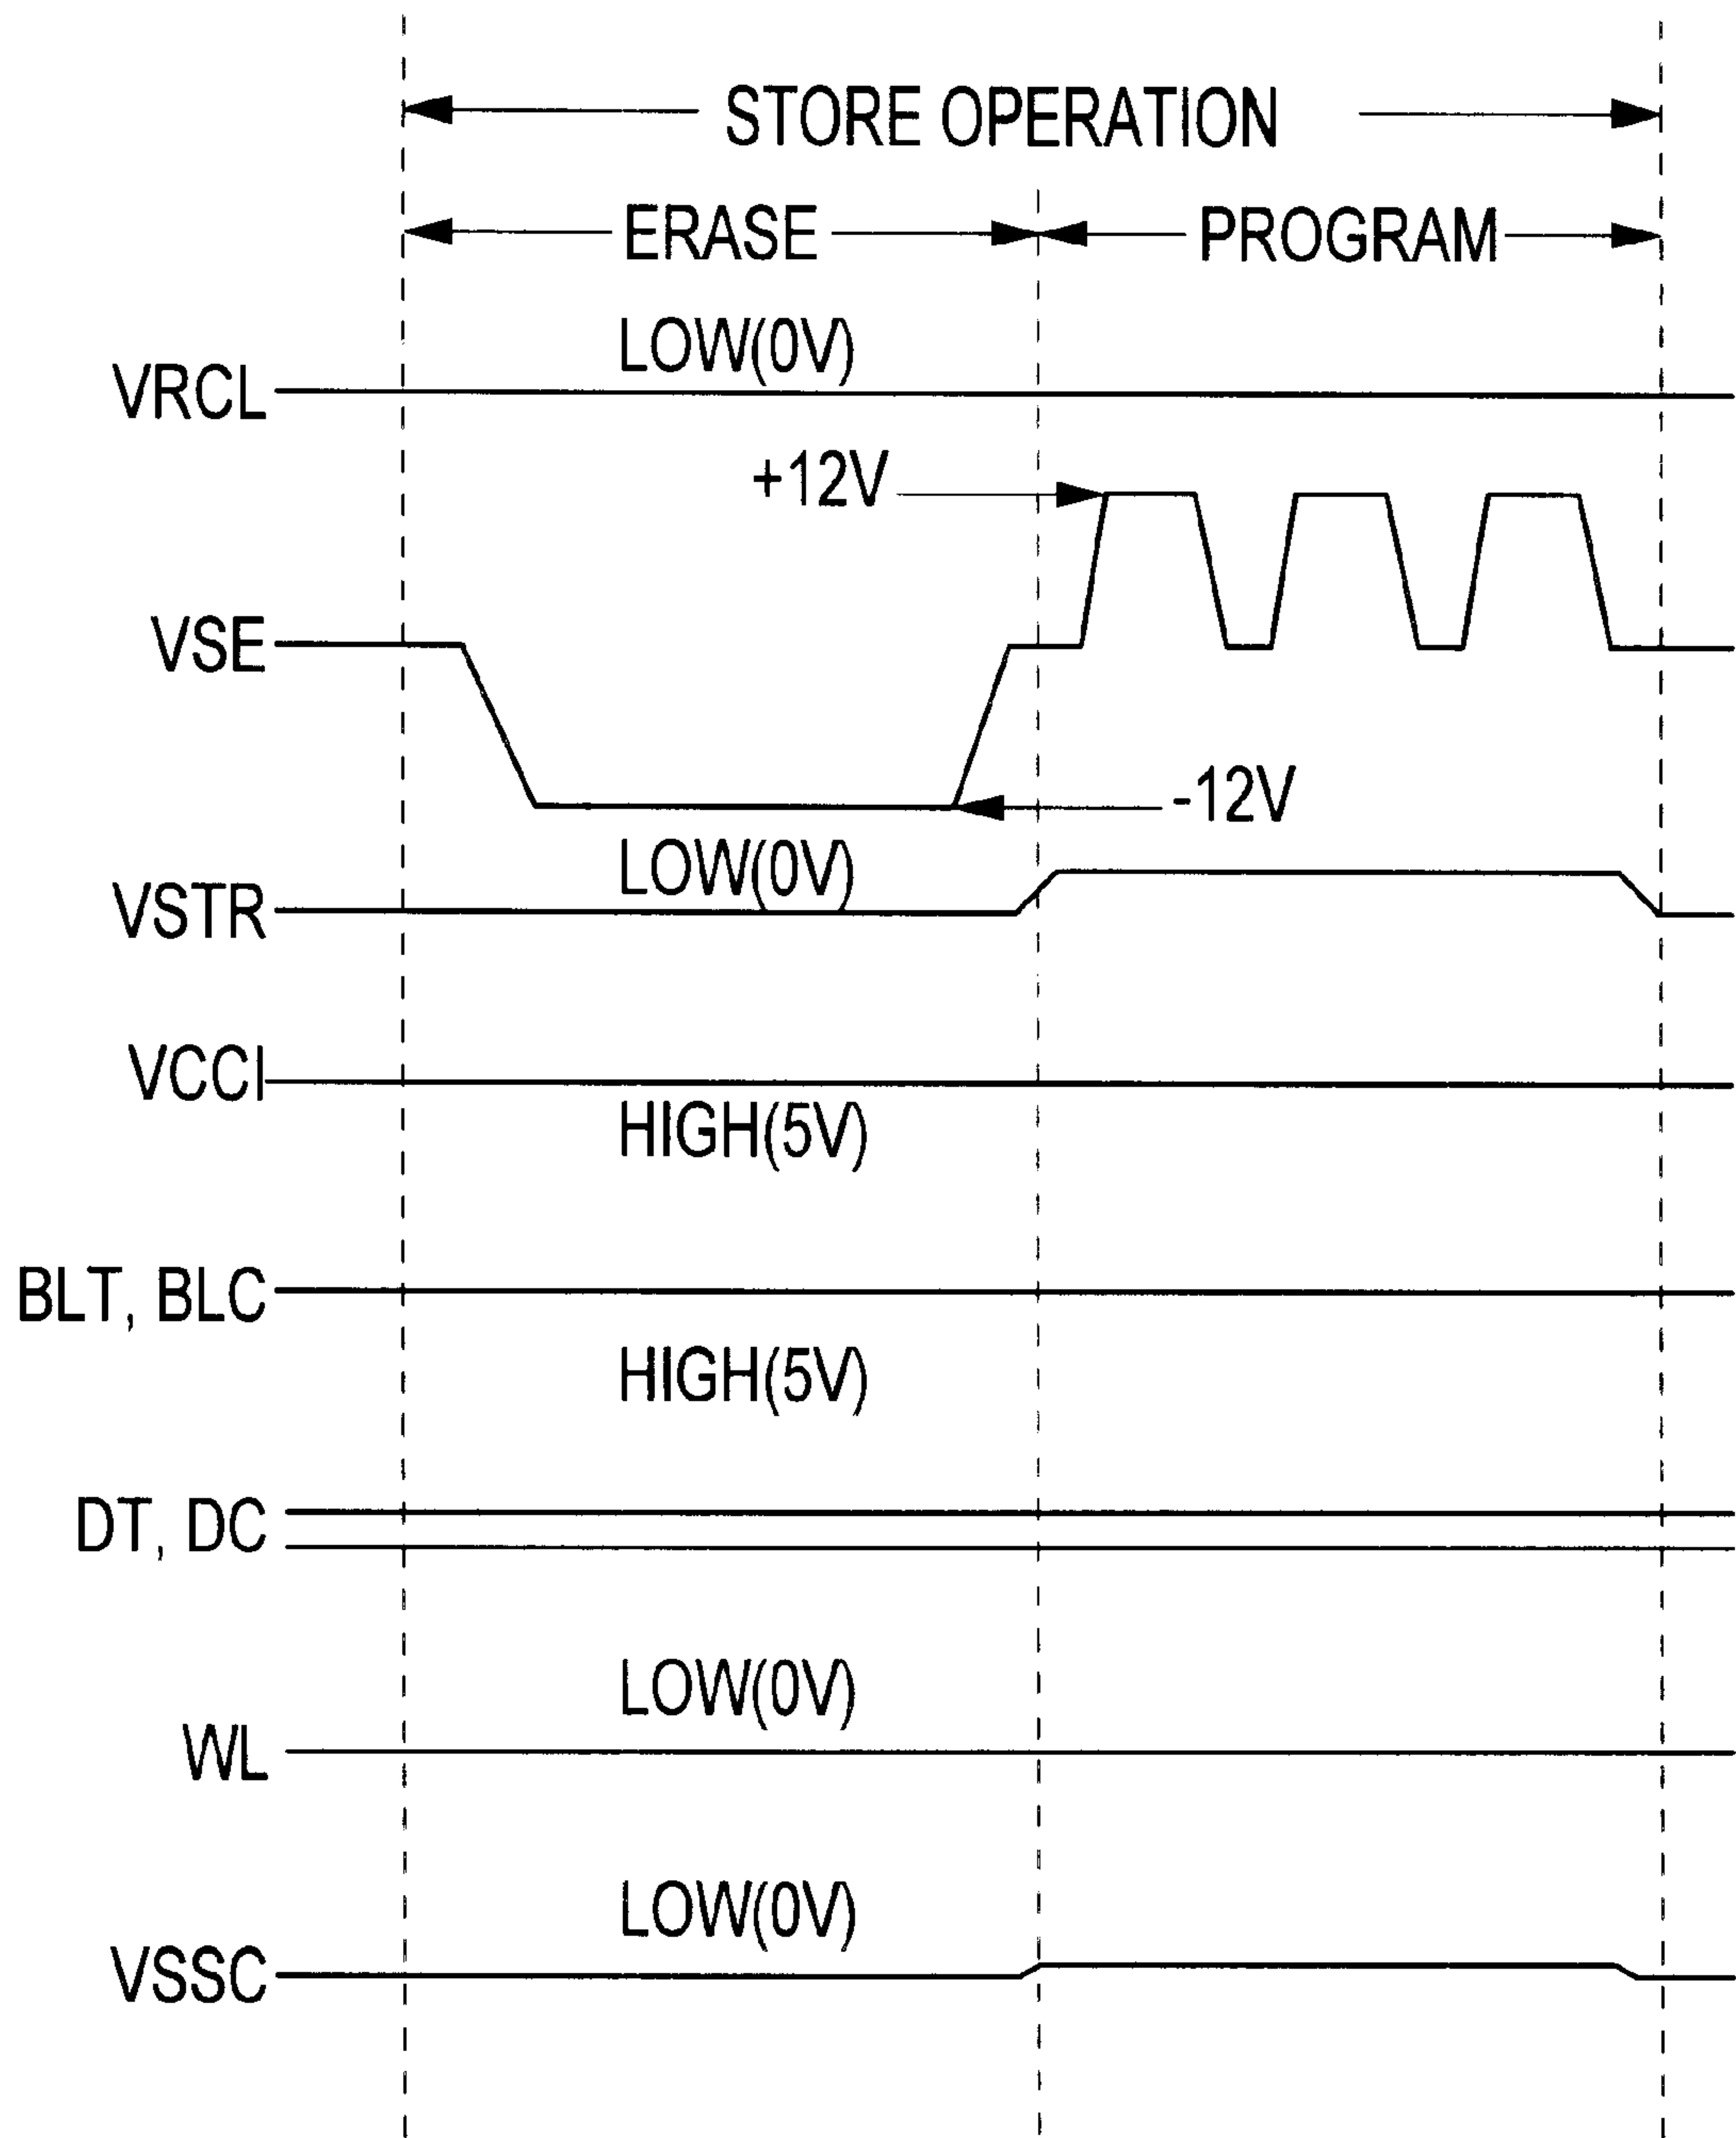 STORE OPERATION
ERASE PROGRAM
LOW(0V)
VRCL
+12V
VSE
-12V
LOW(0V)
VSTR
VCCI
HIGH(5V)
BLT, BLC
HIGH(5V)
DT, DC
LOW(0V)
WL
LOW(0V)
VSSC